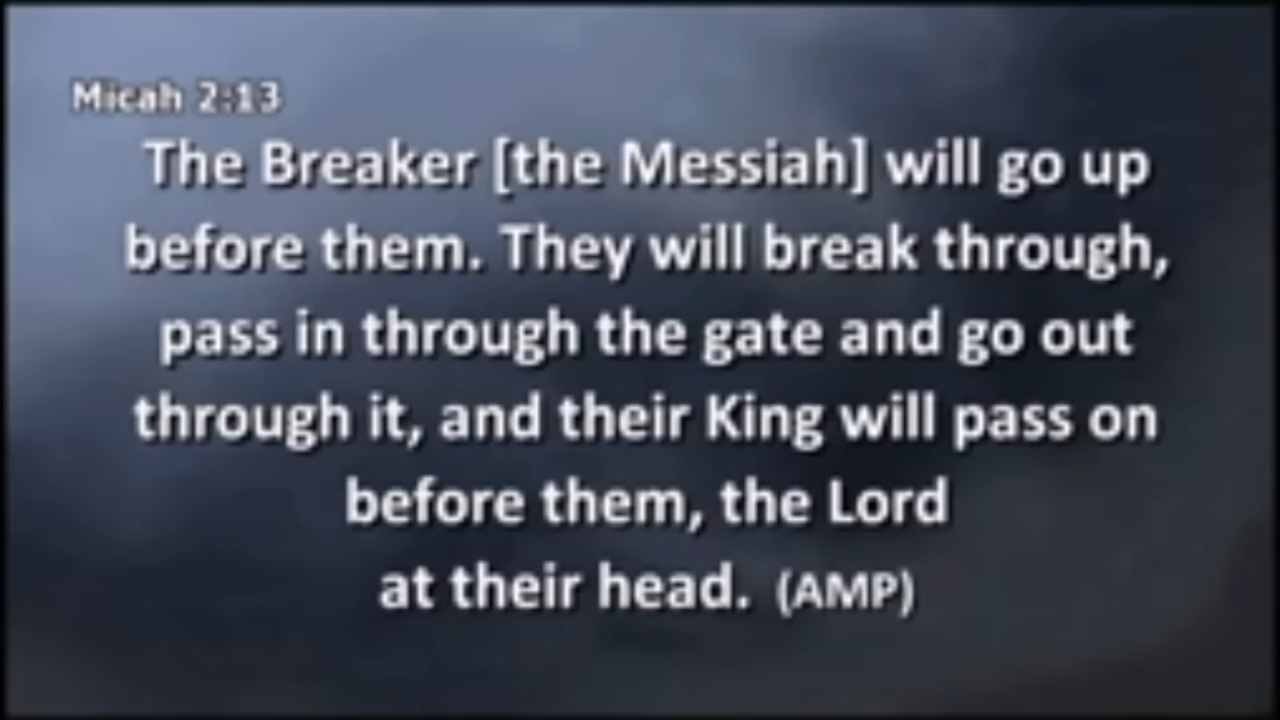 Micah 2:13
The Breaker [the Messiah] will go up
before them. They will break through,
pass in through the gate and go out
through it, and their King will pass on
before them, the Lord
at their head. (AMP)